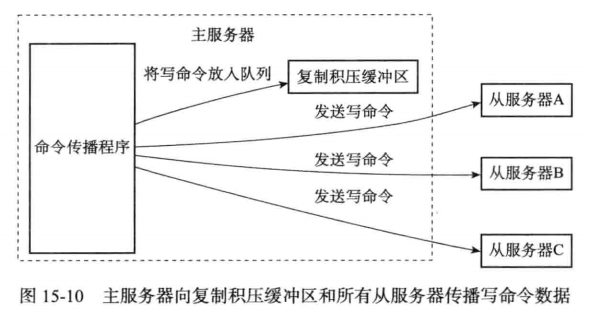 主服务器
将写命令放入队列
复制积压缓冲区
发送写命令
从服务器A
命令传播程序
发送写命令
从服务器B
发送写命令
从服务器C
图 15-10 主服务器向复制积压缓冲区和所有从服务器传播写命令数据